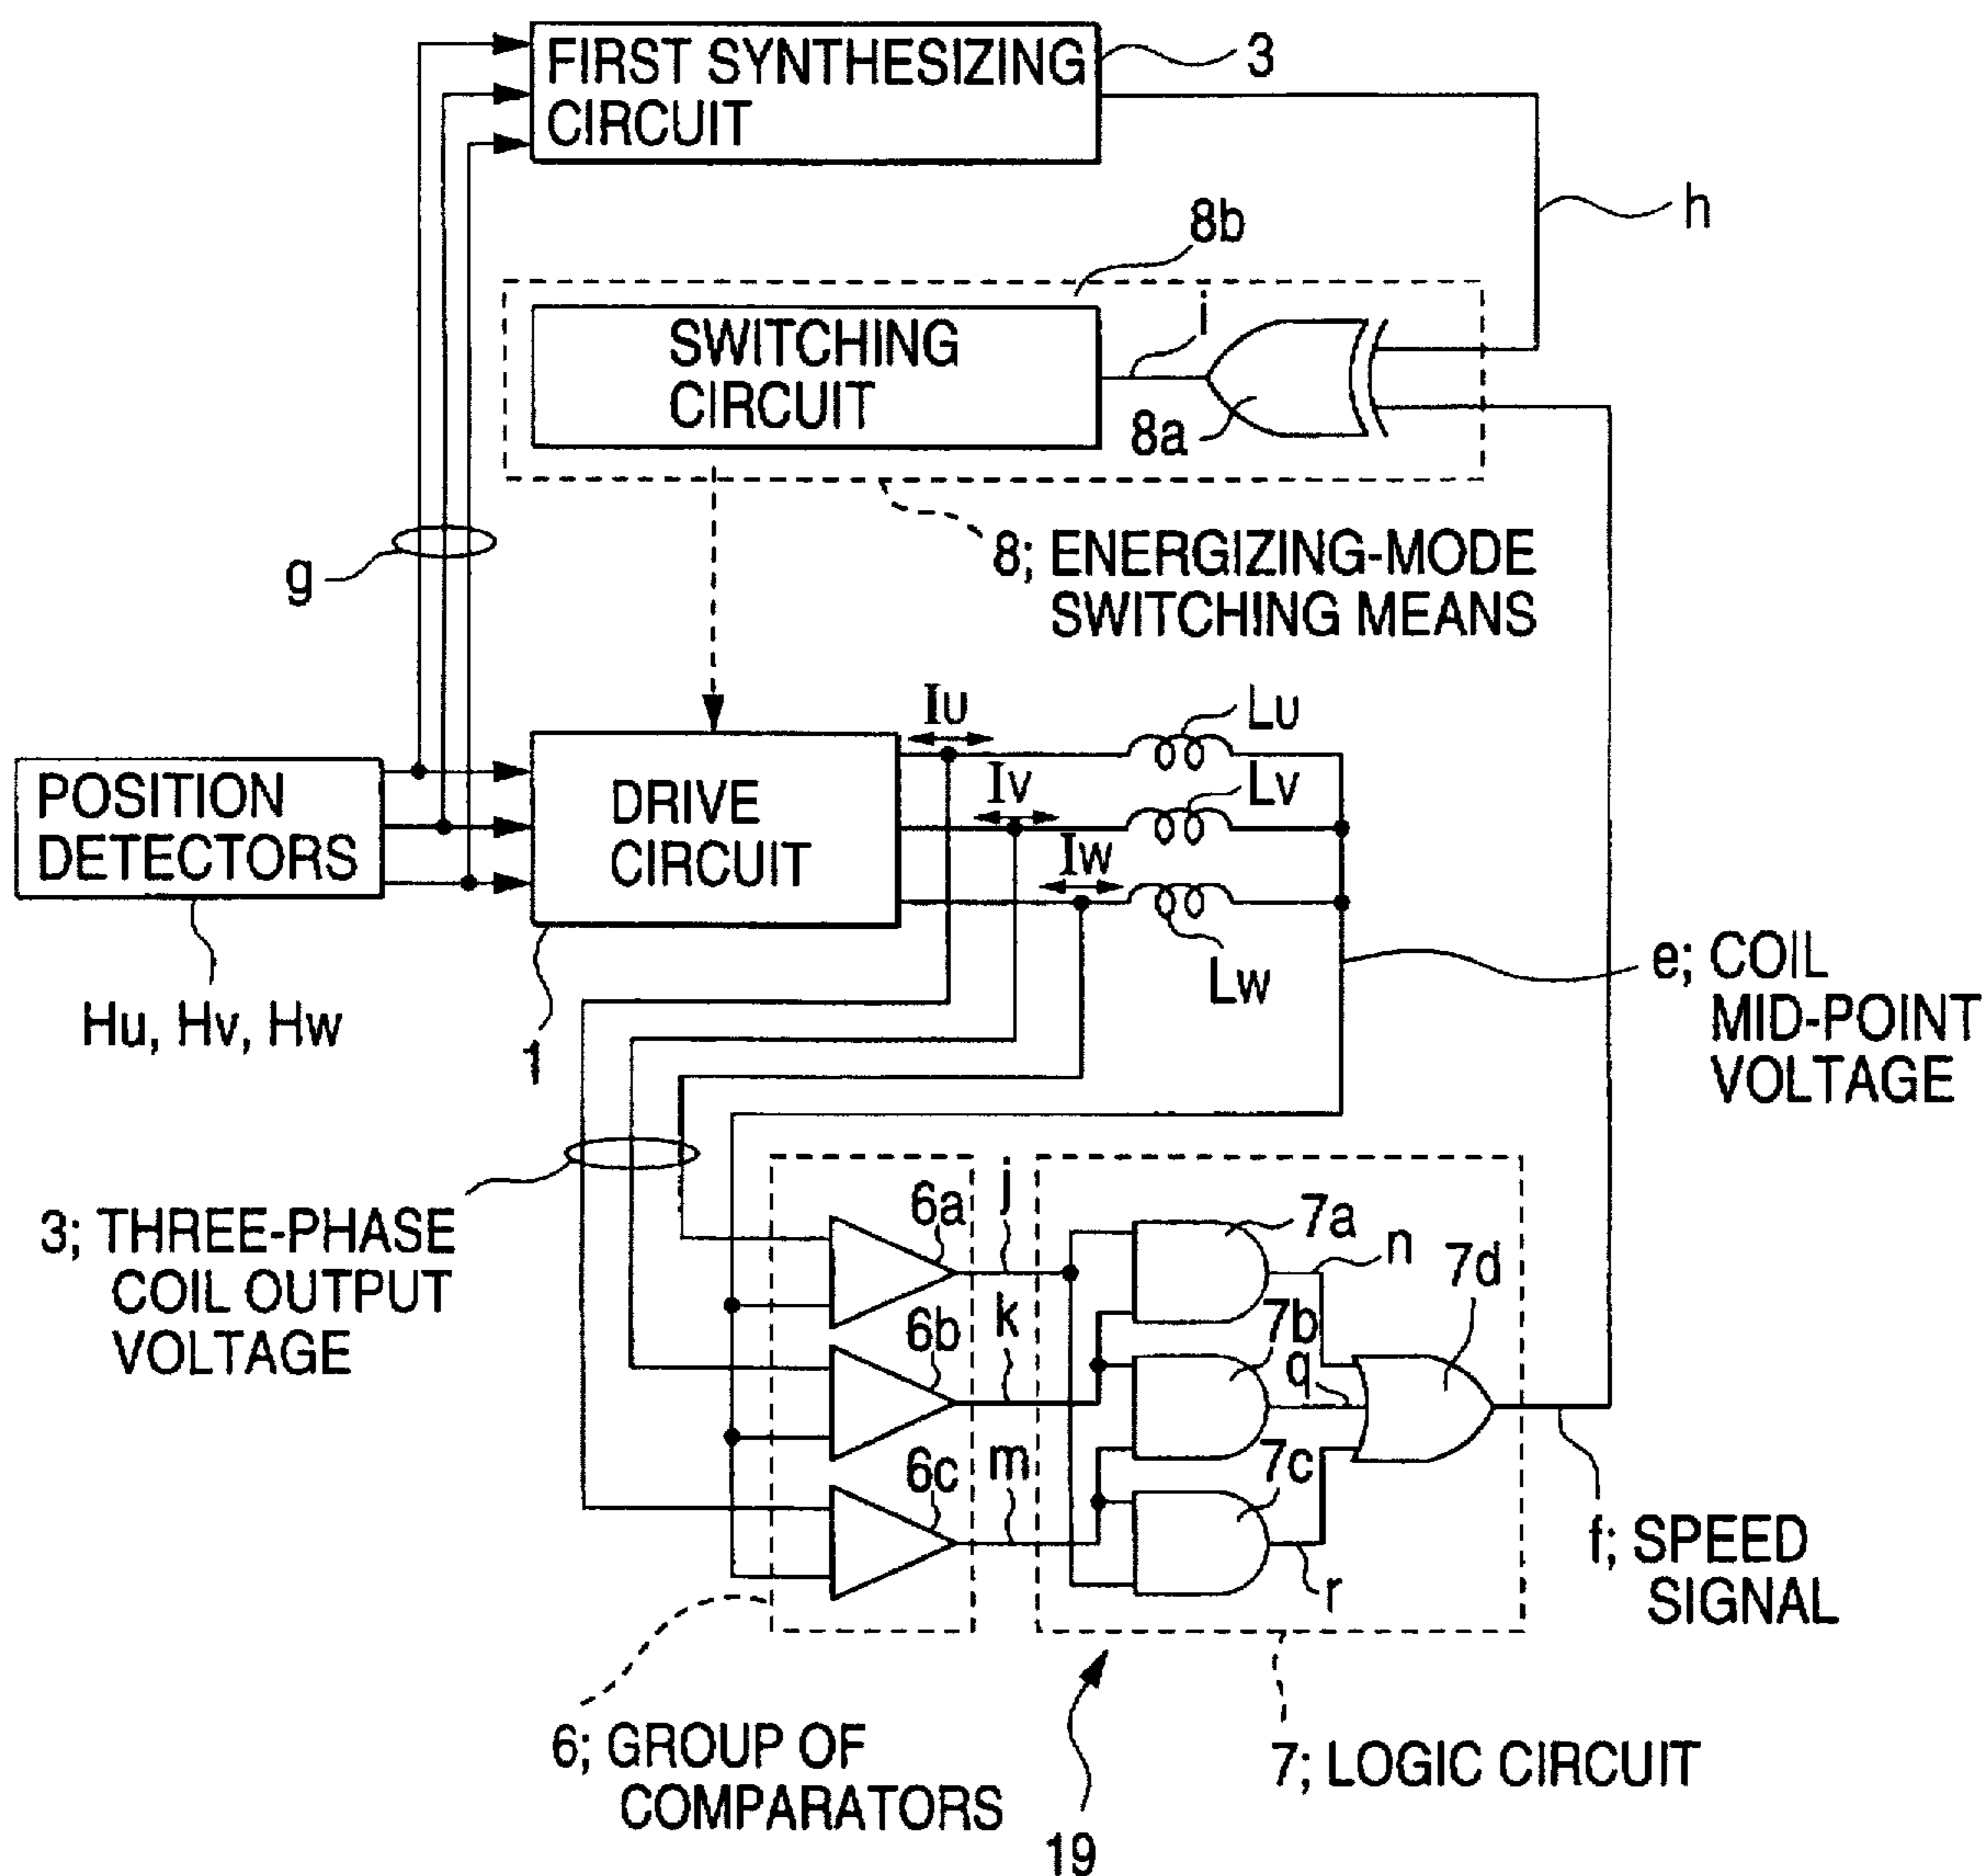 FIRST SYNTHESIZING
CIRCUIT
3
h
8b
i
SWITCHING
CIRCUIT
8a
g
8; ENERGIZING-MODE
SWITCHING MEANS
Iu
Lu
Iv
Lv
Iw
Lw
POSITION
DETECTORS
DRIVE
CIRCUIT
Hu, Hv, Hw
1
e; COIL
MID-POINT
VOLTAGE
3; THREE-PHASE
COIL OUTPUT
VOLTAGE
6a
j
7a
n
7d
6b
k
7b
q
6c
m
7c
r
f; SPEED
SIGNAL
6; GROUP OF
COMPARATORS
19
7; LOGIC CIRCUIT